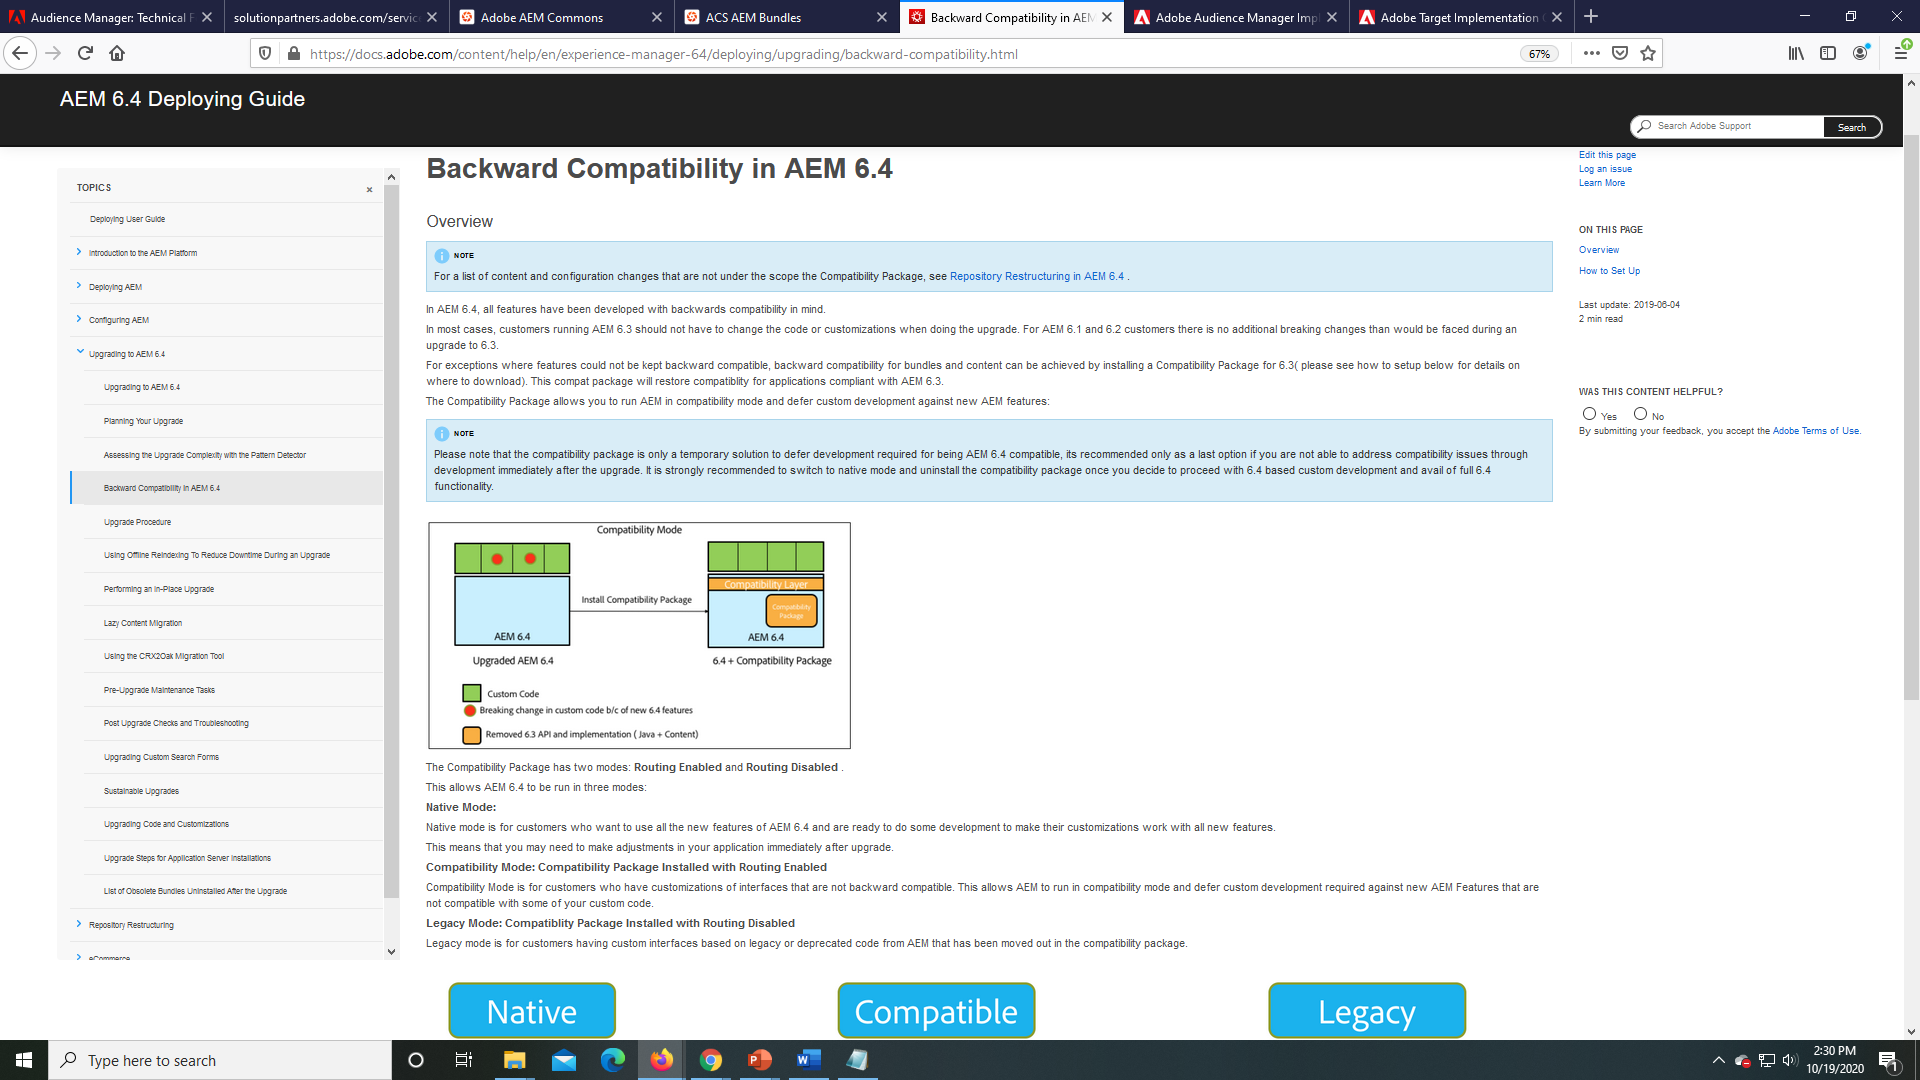 Audience Manager: Technical F
solutionpartners.adobe.com/servic
Adobe AEM Commons
ACS AEM Bundles
Backward Compatibility in AEM
Adobe Audience Manager Imp
Adobe Target Implementation
https://docs.adobe.com/content/help/en/experience-manager-64/deploying/upgrading/backward-compatibility.html
67%
AEM 6.4 Deploying Guide
Search Adobe Support
Search
TOPICS
Deploying User Guide
Introduction to the AEM Platform
Deploying AEM
Configuring AEM
Upgrading to AEM 6.4
Upgrading to AEM 6.4
Planning Your Upgrade
Assessing the Upgrade Complexity with the Pattern Detector
Backward Compatibility in AEM 6.4
Upgrade Procedure
Using Offline Reindexing To Reduce Downtime During an Upgrade
Performing an In-Place Upgrade
Lazy Content Migration
Using the CRX2Oak Migration Tool
Pre-Upgrade Maintenance Tasks
Post Upgrade Checks and Troubleshooting
Upgrading Custom Search Forms
Sustainable Upgrades
Upgrading Code and Customizations
Upgrade Steps for Application Server Installations
List of Obsolete Bundles Uninstalled After the Upgrade
Repository Restructuring
eCommerce
Backward Compatibility in AEM 6.4
Overview
NOTE
For a list of content and configuration changes that are not under the scope the Compatibility Package, see Repository Restructuring in AEM 6.4 .
In AEM 6.4, all features have been developed with backwards compatibility in mind.
In most cases, customers running AEM 6.3 should not have to change the code or customizations when doing the upgrade. For AEM 6.1 and 6.2 customers there is no additional breaking changes than would be faced during an
upgrade to 6.3.
For exceptions where features could not be kept backward compatible, backward compatibility for bundles and content can be achieved by installing a Compatibility Package for 6.3( please see how to setup below for details on
where to download). This compat package will restore compatiblity for applications compliant with AEM 6.3.
The Compatibility Package allows you to run AEM in compatibility mode and defer custom development against new AEM features:
NOTE
Please note that the compatibility package is only a temporary solution to defer development required for being AEM 6.4 compatible, its recommended only as a last option if you are not able to address compatibility issues through
development immediately after the upgrade. It is strongly recommended to switch to native mode and uninstall the compatibility package once you decide to proceed with 6.4 based custom development and avail of full 6.4
functionality.
Compatibility Mode
Compatibility Layer
Install Compatibility Package
Compatibility
Package
AEM 6.4
AEM 6.4
Upgraded AEM 6.4
6.4 + Compatibility Package
Custom Code
Breaking change in custom code b/c of new 6.4 features
Removed 6.3 API and implementation ( Java + Content)
The Compatibility Package has two modes: Routing Enabled and Routing Disabled .
This allows AEM 6.4 to be run in three modes:
Native Mode:
Native mode is for customers who want to use all the new features of AEM 6.4 and are ready to do some development to make their customizations work with all new features.
This means that you may need to make adjustments in your application immediately after upgrade.
Compatibility Mode: Compatibility Package Installed with Routing Enabled
Compatibility Mode is for customers who have customizations of interfaces that are not backward compatible. This allows AEM to run in compatibility mode and defer custom development required against new AEM Features that are
not compatible with some of your custom code.
Legacy Mode: Compatiblity Package Installed with Routing Disabled
Legacy mode is for customers having custom interfaces based on legacy or deprecated code from AEM that has been moved out in the compatibility package.
Native
Compatible
Legacy
Edit this page
Log an issue
Learn More
ON THIS PAGE
Overview
How to Set Up
Last update: 2019-06-04
2 min read
WAS THIS CONTENT HELPFUL?
Yes
No
By submitting your feedback, you accept the Adobe Terms of Use.
Type here to search
2:30 PM
10/19/2020
1